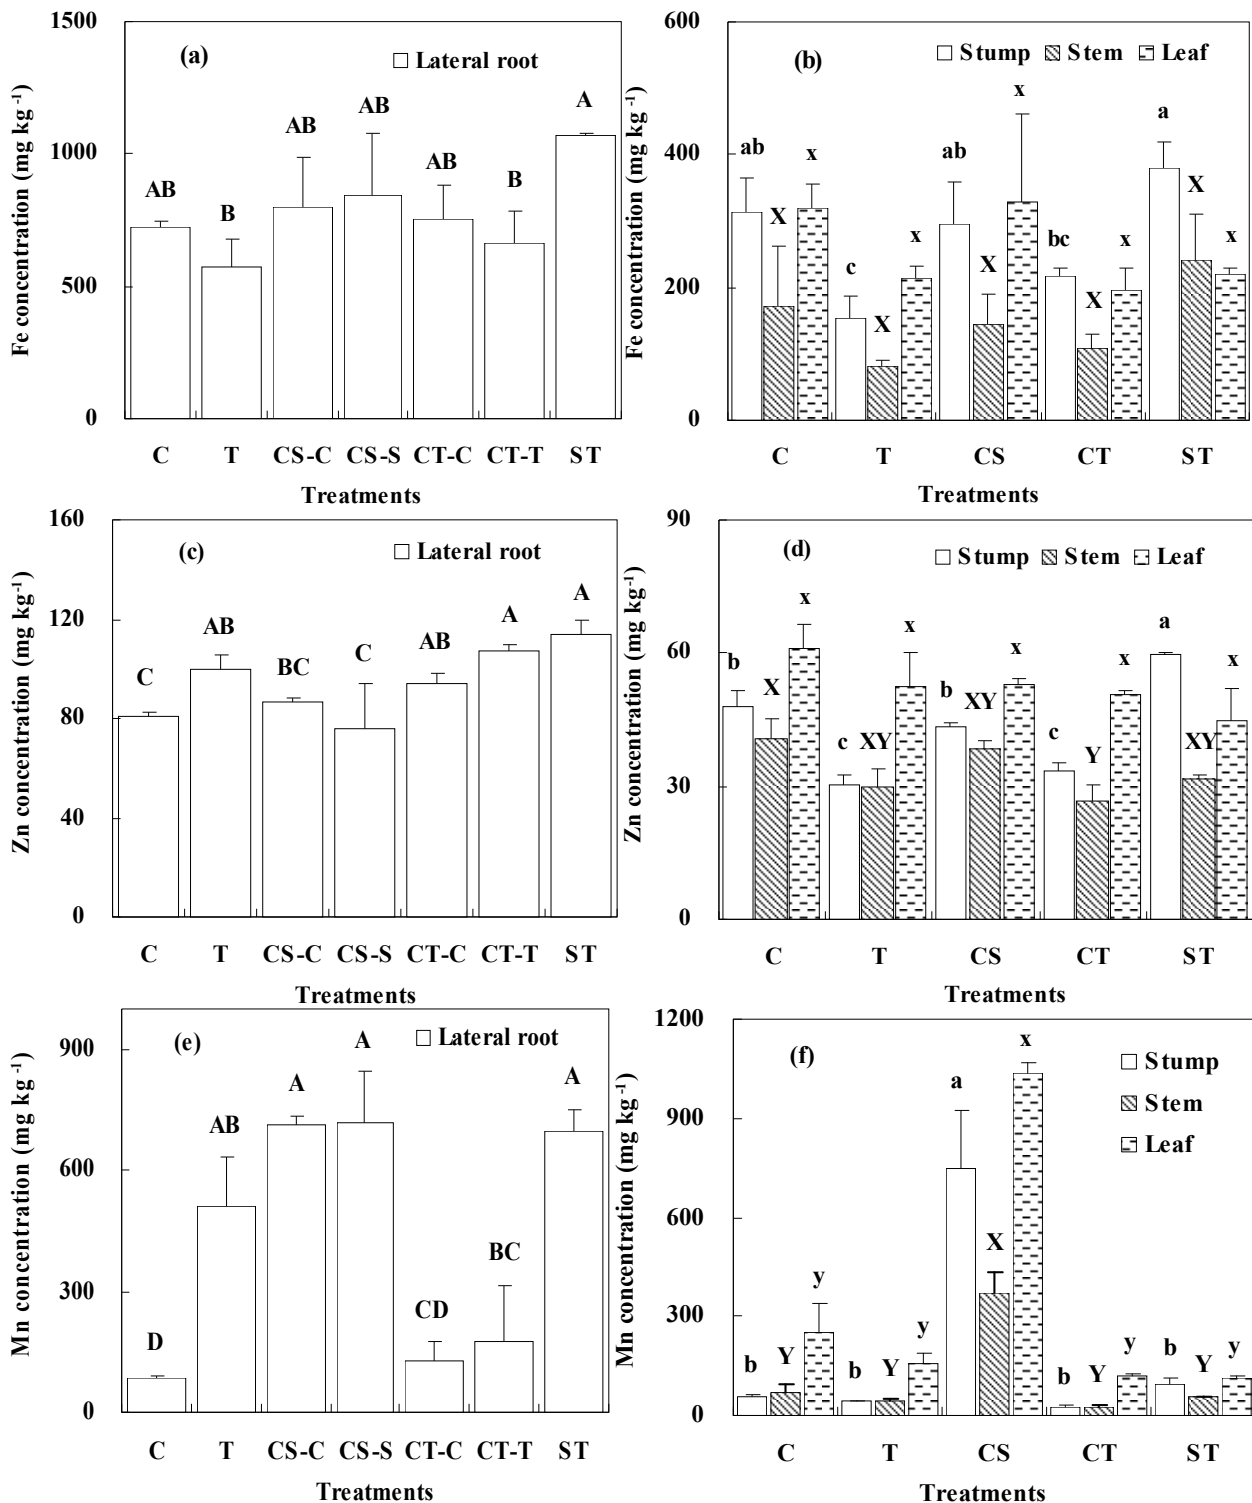 (a)
Lateral root
Fe concentration (mg kg⁻¹)
1500
1000
500
0
AB
B
AB
AB
AB
B
A
C T CS-C CS-S CT-C CT-T ST
Treatments
(b)
Stump Stem Leaf
Fe concentration (mg kg⁻¹)
600
400
200
0
ab X x
c X x
ab X x
bc X x
a X x
C T CS CT ST
Treatments
(c)
Lateral root
Zn concentration (mg kg⁻¹)
160
120
80
40
0
C
AB
BC
C
AB
A
A
C T CS-C CS-S CT-C CT-T ST
Treatments
(d)
Stump Stem Leaf
Zn concentration (mg kg⁻¹)
90
60
30
0
b X x
c XY x
b XY x
c Y x
a XY x
C T CS CT ST
Treatments
(e)
Lateral root
Mn concentration (mg kg⁻¹)
900
600
300
0
D
AB
A
A
CD
BC
A
C T CS-C CS-S CT-C CT-T ST
Treatments
(f)
Stump
Stem
Leaf
Mn concentration (mg kg⁻¹)
1200
900
600
300
0
b Y y
b Y y
a X x
b Y y
b Y y
C T CS CT ST
Treatments